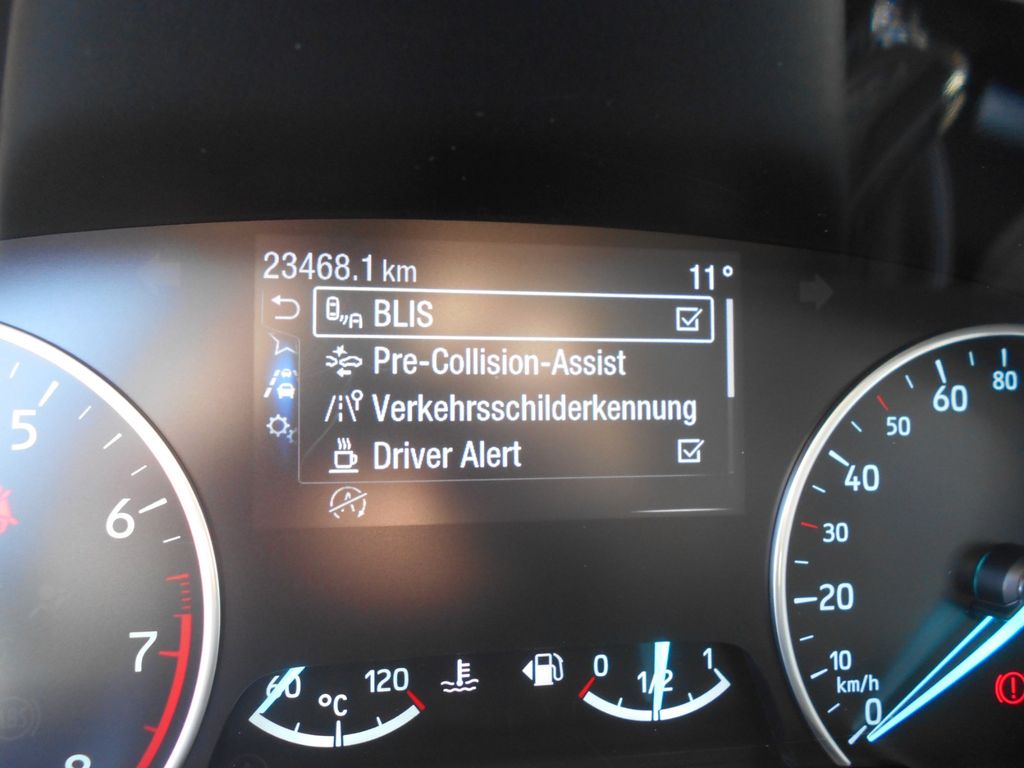 23468.1 km 11°
BLIS
Pre-Collision-Assist
Verkehrsschilderkennung
Driver Alert
A
5
6
7
8
60 °C 120
0 1/2 1
0
10
20
30
40
50
60
80
km/h